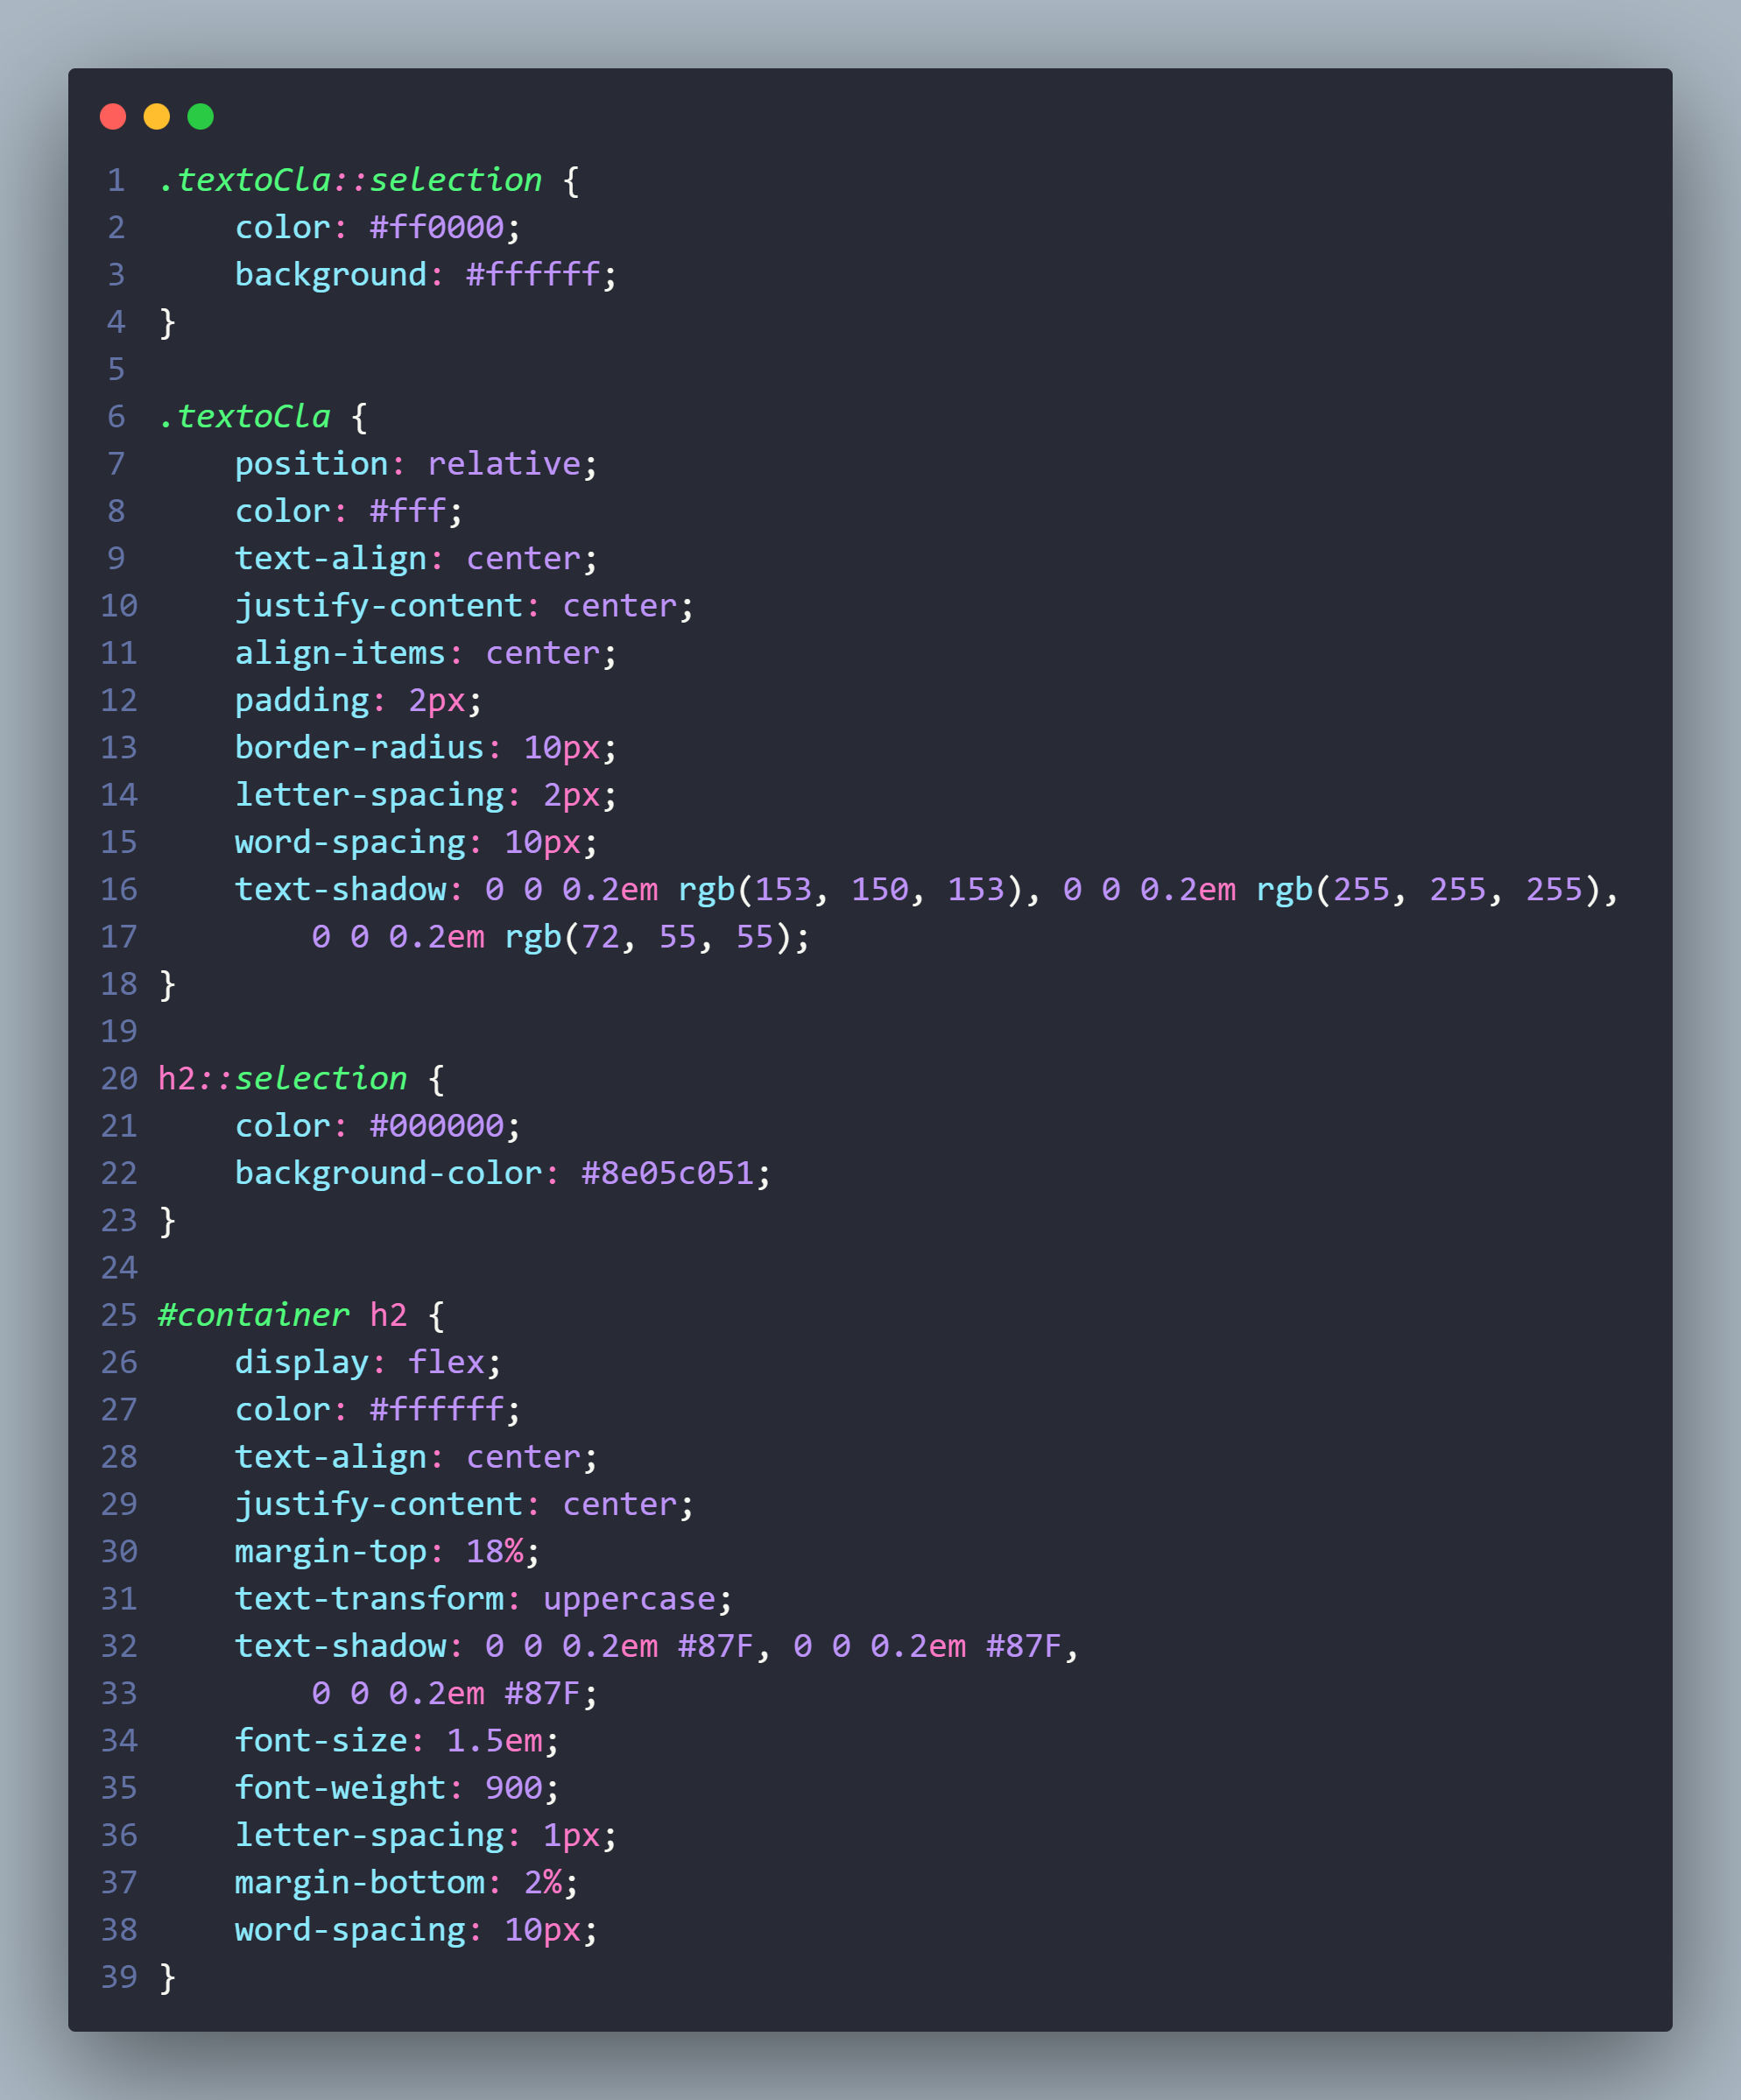 1 .textoCla::selection {
2     color: #ff0000;
3     background: #ffffff;
4 }
5
6 .textoCla {
7     position: relative;
8     color: #fff;
9     text-align: center;
10     justify-content: center;
11     align-items: center;
12     padding: 2px;
13     border-radius: 10px;
14     letter-spacing: 2px;
15     word-spacing: 10px;
16     text-shadow: 0 0 0.2em rgb(153, 150, 153), 0 0 0.2em rgb(255, 255, 255),
17         0 0 0.2em rgb(72, 55, 55);
18 }
19
20 h2::selection {
21     color: #000000;
22     background-color: #8e05c051;
23 }
24
25 #container h2 {
26     display: flex;
27     color: #ffffff;
28     text-align: center;
29     justify-content: center;
30     margin-top: 18%;
31     text-transform: uppercase;
32     text-shadow: 0 0 0.2em #87F, 0 0 0.2em #87F,
33         0 0 0.2em #87F;
34     font-size: 1.5em;
35     font-weight: 900;
36     letter-spacing: 1px;
37     margin-bottom: 2%;
38     word-spacing: 10px;
39 }